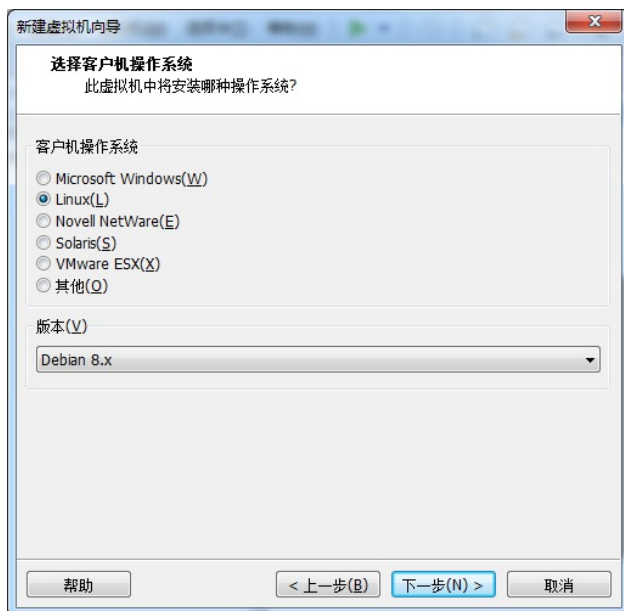 新建虚拟机向导
选择客户机操作系统
此虚拟机中将安装哪种操作系统?
客户机操作系统
Microsoft Windows(W)
Linux(L)
Novell NetWare(E)
Solaris(S)
VMware ESX(X)
其他(O)
版本(V)
Debian 8.x
帮助
< 上一步(B)
下一步(N) >
取消